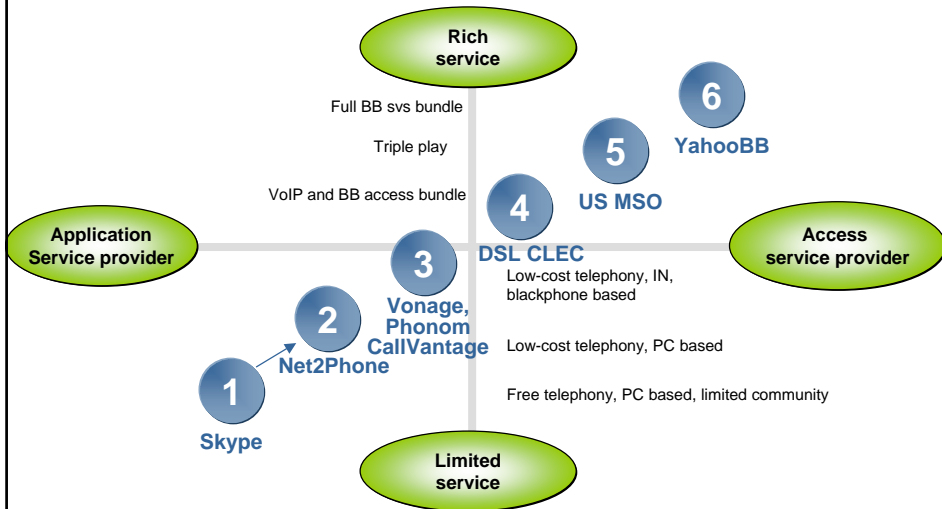 Rich
service
Full BB svs bundle
6
Triple play
5
YahooBB
VoIP and BB access bundle
4
US MSO
Application
Service provider
Access
service provider
3
DSL CLEC
Low-cost telephony, IN,
blackphone based
Vonage,
Phonom
CallVantage
2
Net2Phone
Low-cost telephony, PC based
1
Free telephony, PC based, limited community
Skype
Limited
service